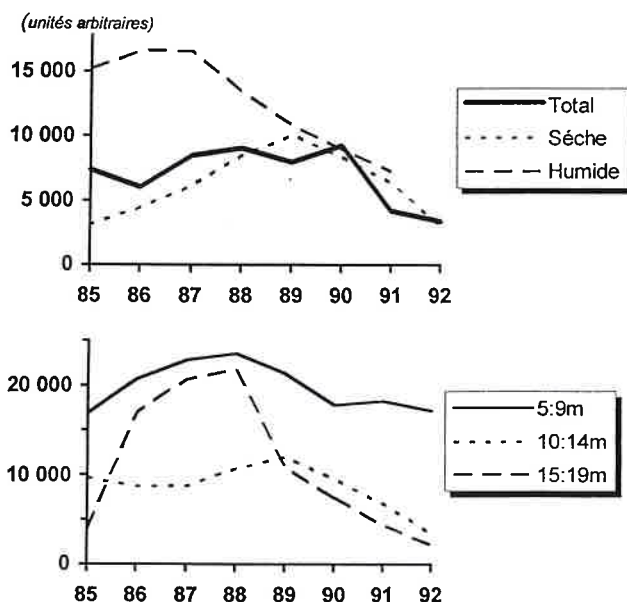 (unités arbitraires)
15 000
10 000
5 000
0
85 86 87 88 89 90 91 92
Total
Séche
Humide
20 000
10 000
0
85 86 87 88 89 90 91 92
5:9m
10:14m
15:19m